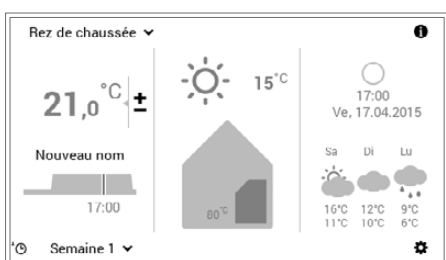 Rez de chaussée
21,0 °C ±
Nouveau nom
17:00
15°C
80°C
17:00
Ve, 17.04.2015
Sa Di Lu
16°C 12°C 9°C
11°C 10°C 6°C
Semaine 1